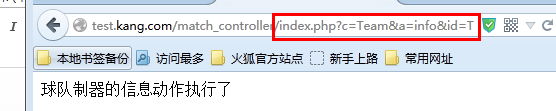 test.kang.com/match_controller/index.php?c=Team&a=info&id=T
本地书签备份 访问最多 火狐官方站点 新手上路 常用网址
球队制器的信息动作执行了